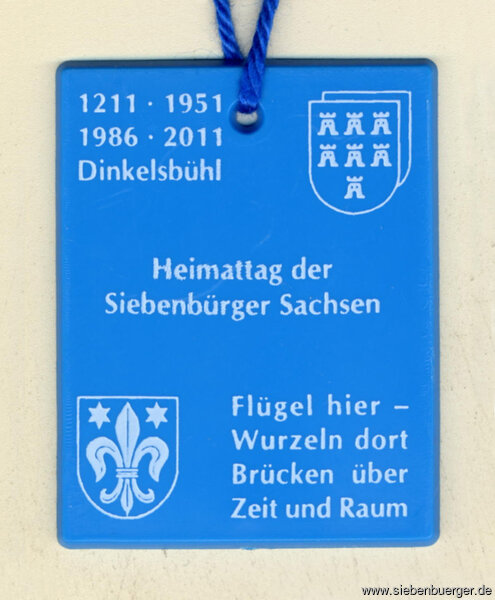 1211 · 1951
1986 · 2011
Dinkelsbühl
Heimattag der
Siebenbürger Sachsen
Flügel hier –
Wurzeln dort
Brücken über
Zeit und Raum
www.siebenbuerger.de